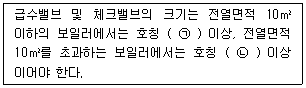 급수밸브 및 체크밸브의 크기는 전열면적 10㎡
이하의 보일러에서는 호칭 ( ㉠ ) 이상, 전열면적
10㎡를 초과하는 보일러에서는 호칭 ( ㉡ ) 이상
이어야 한다.